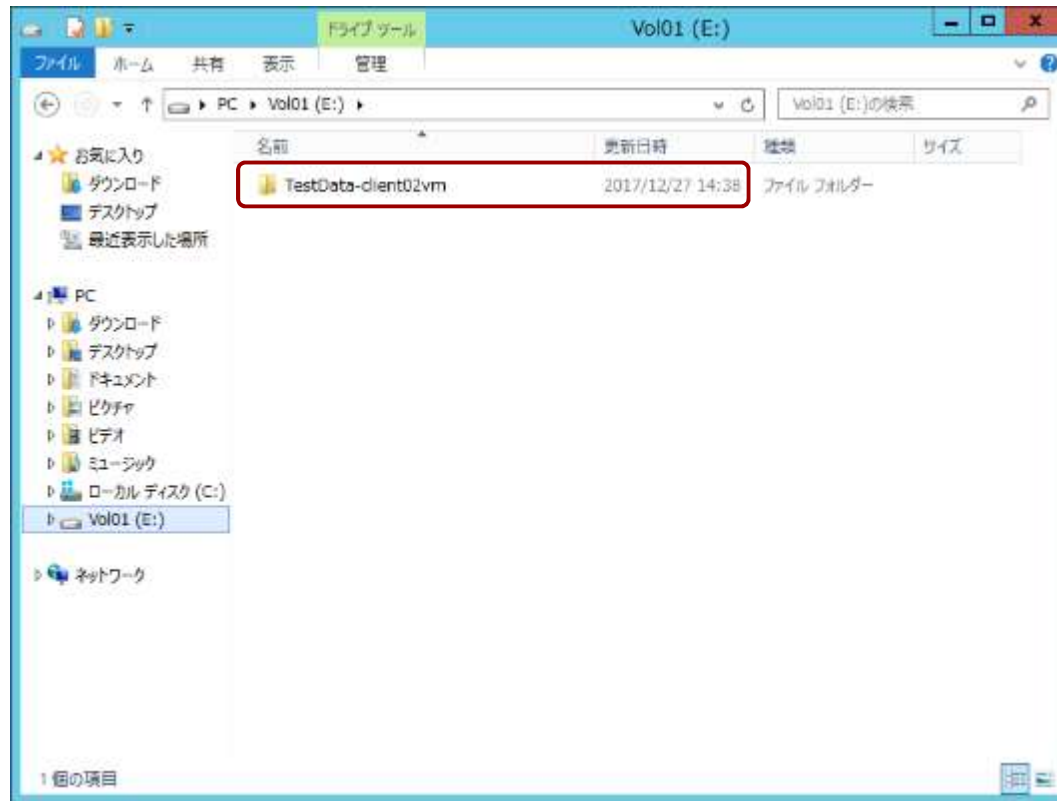 ドライブ ツール
Vol01 (E:)
ファイル ホーム 共有 表示 管理
PC Vol01 (E:)
Vol01 (E:)の検索
名前 更新日時 種類 サイズ
TestData-client02vm 2017/12/27 14:38 ファイル フォルダー
お気に入り
ダウンロード
デスクトップ
最近表示した場所
PC
ダウンロード
デスクトップ
ドキュメント
ピクチャ
ビデオ
ミュージック
ローカル ディスク (C:)
Vol01 (E:)
ネットワーク
1 個の項目